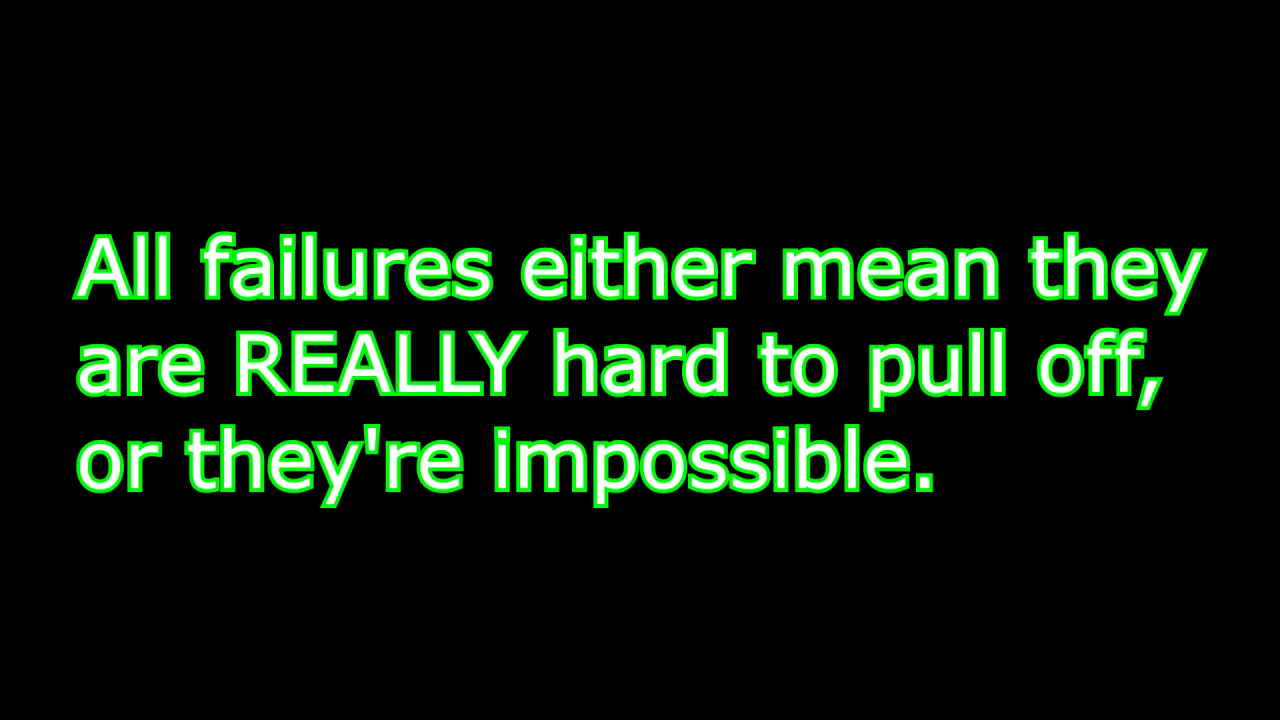 All failures either mean they
are REALLY hard to pull off,
or they're impossible.